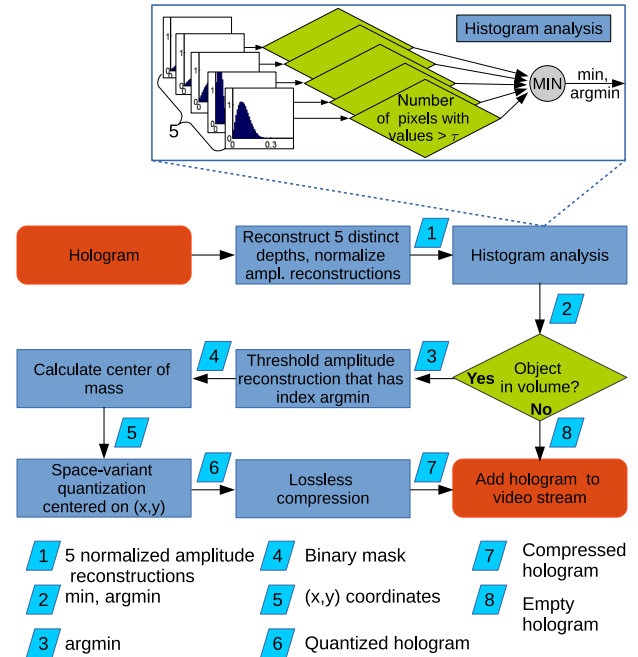 Histogram analysis
1
1
1
1
1
0
0
0
0
0
0.3
5
Number
of pixels with
values > τ
MIN
min,
argmin
Hologram
Reconstruct 5 distinct
depths, normalize
ampl. reconstructions
1
Histogram analysis
2
Calculate center of
mass
4
Threshold amplitude
reconstruction that has
index argmin
3
Yes
Object
in volume?
No
5
8
Space-variant
quantization
centered on (x,y)
6
Lossless
compression
7
Add hologram to
video stream
1 5 normalized amplitude
reconstructions
2 min, argmin
3 argmin
4 Binary mask
5 (x,y) coordinates
6 Quantized hologram
7 Compressed
hologram
8 Empty
hologram